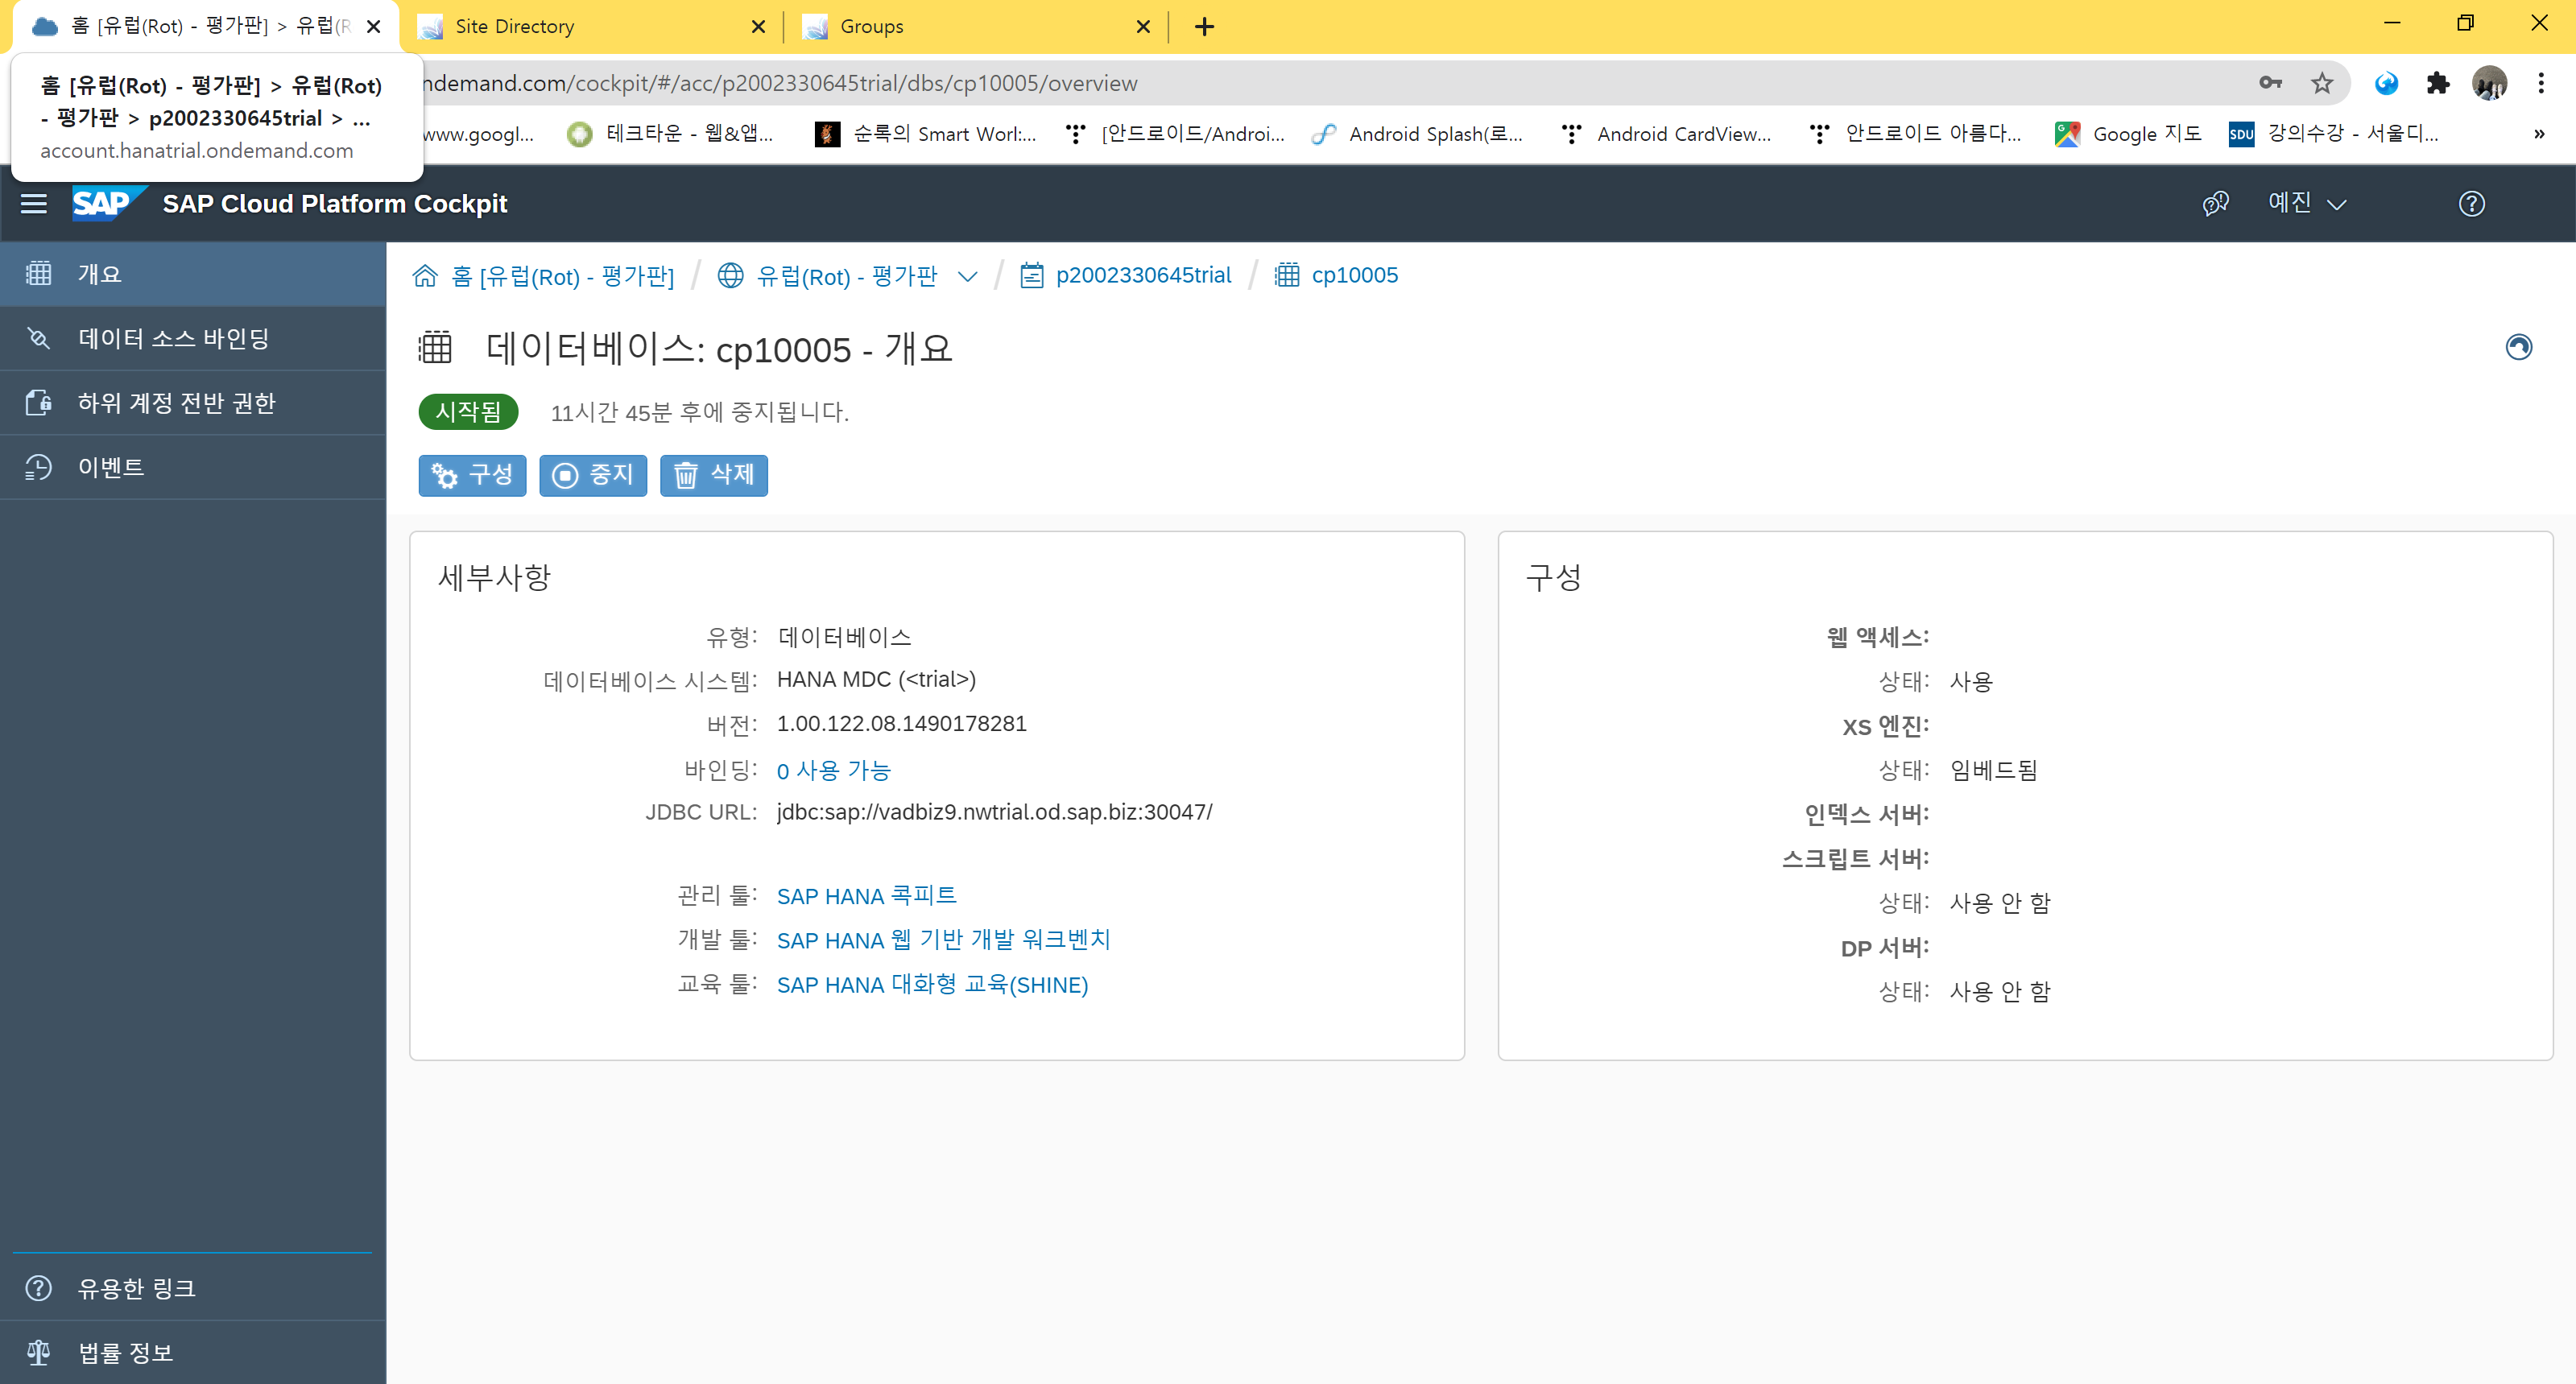 홈 [유럽(Rot) - 평가판] > 유럽(R
Site Directory
Groups
홈 [유럽(Rot) - 평가판] > 유럽(Rot)
- 평가판 > p2002330645trial > ...
account.hanatrial.ondemand.com
ndemand.com/cockpit/#/acc/p2002330645trial/dbs/cp10005/overview
www.googl...
테크타운 - 웹&앱...
순록의 Smart Worl:...
[안드로이드/Androi...
Android Splash(로...
Android CardView...
안드로이드 아름다...
Google 지도
SDU
강의수강 - 서울디...
»
SAP
SAP Cloud Platform Cockpit
예진
개요
데이터 소스 바인딩
하위 계정 전반 권한
이벤트
유용한 링크
법률 정보
홈 [유럽(Rot) - 평가판] / 유럽(Rot) - 평가판 / p2002330645trial / cp10005
데이터베이스: cp10005 - 개요
시작됨 11시간 45분 후에 중지됩니다.
구성 중지 삭제
세부사항
유형: 데이터베이스
데이터베이스 시스템: HANA MDC (<trial>)
버전: 1.00.122.08.1490178281
바인딩: 0 사용 가능
JDBC URL: jdbc:sap://vadbiz9.nwtrial.od.sap.biz:30047/
관리 툴: SAP HANA 콕피트
개발 툴: SAP HANA 웹 기반 개발 워크벤치
교육 툴: SAP HANA 대화형 교육(SHINE)
구성
웹 액세스:
상태: 사용
XS 엔진:
상태: 임베드됨
인덱스 서버:
스크립트 서버:
상태: 사용 안 함
DP 서버:
상태: 사용 안 함